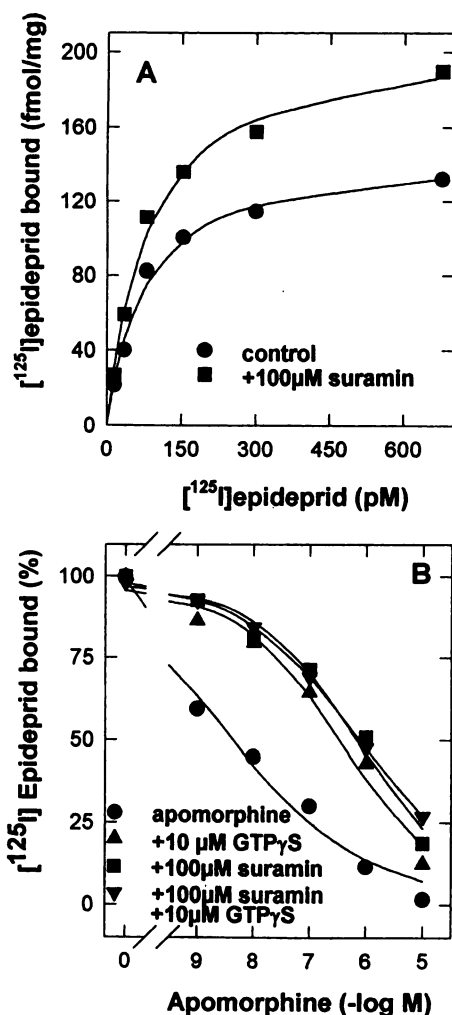 A
[125I]epideprid bound (fmol/mg)
200
160
120
80
40
0
control
+100μM suramin
0 150 300 450 600
[125I]epideprid (pM)
B
[125I] Epideprid bound (%)
100
75
50
25
0
apomorphine
+10 μM GTPγS
+100μM suramin
+100μM suramin
+10μM GTPγS
0 9 8 7 6 5
Apomorphine (-log M)